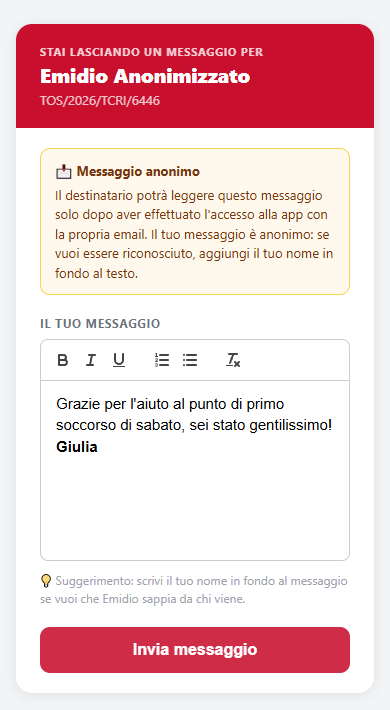 STAI LASCIANDO UN MESSAGGIO PER
Emidio Anonimizzato
TOS/2026/TCRI/6446
Messaggio anonimo
Il destinatario potrà leggere questo messaggio
solo dopo aver effettuato l'accesso alla app con
la propria email. Il tuo messaggio è anonimo: se
vuoi essere riconosciuto, aggiungi il tuo nome in
fondo al testo.
IL TUO MESSAGGIO
Grazie per l'aiuto al punto di primo
soccorso di sabato, sei stato gentilissimo!
Giulia
Suggerimento: scrivi il tuo nome in fondo al messaggio
se vuoi che Emidio sappia da chi viene.
Invia messaggio